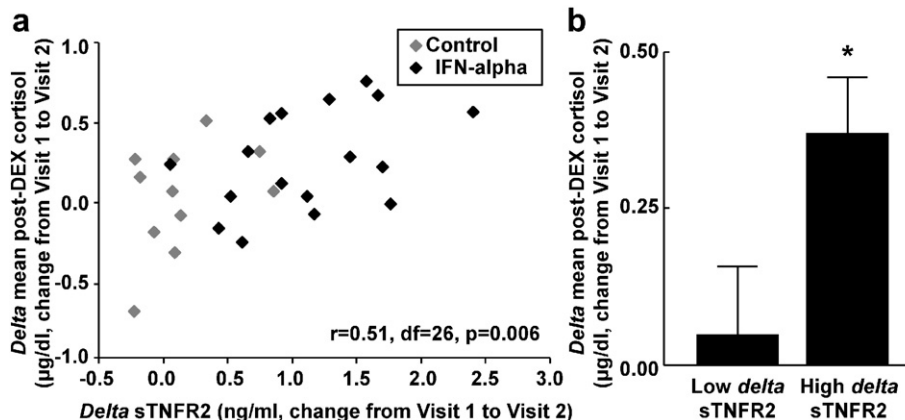 a
Delta mean post-DEX cortisol
(µg/dl, change from Visit 1 to Visit 2)
1.0
0.5
0.0
-0.5
-1.0
Control
IFN-alpha
r=0.51, df=26, p=0.006
-0.5
0.0
0.5
1.0
1.5
2.0
2.5
3.0
Delta sTNFR2 (ng/ml, change from Visit 1 to Visit 2)
b
Delta mean post-DEX cortisol
(µg/dl, change from Visit 1 to Visit 2)
0.50
0.25
0.00
*
Low delta
sTNFR2
High delta
sTNFR2